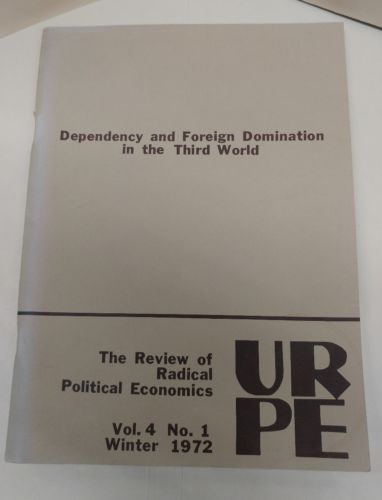 Dependency and Foreign Domination
in the Third World
The Review of
Radical
Political Economics
Vol. 4 No. 1
Winter 1972
UR
PE